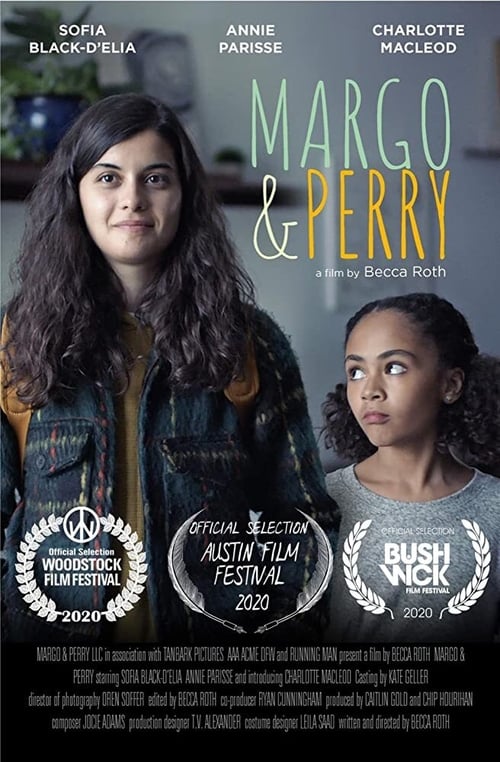 SOFIA
BLACK-D'ELIA
ANNIE
PARISSE
CHARLOTTE
MACLEOD
MARGO
& PERRY
a film by Becca Roth
Official Selection
WOODSTOCK
FILM FESTIVAL
2020
OFFICIAL SELECTION
AUSTIN FILM
FESTIVAL
2020
OFFICIAL SELECTION
BUSH
WICK
FILM FESTIVAL
2020
MARGO & PERRY LLC in association with TANBARK PICTURES AAA ACME DFW and RUNNING MAN present a film by BECCA ROTH MARGO &
PERRY starring SOFIA BLACK-D'ELIA ANNIE PARISSE and introducing CHARLOTTE MACLEOD Casting by KATE GELLER
director of photography OREN SOFFER edited by BECCA ROTH co-producer RYAN CUNNINGHAM produced by CAITLIN GOLD and CHIP HOURIHAN
composer JOCIE ADAMS production designer T.V. ALEXANDER costume designer LEILA SAAD written and directed by BECCA ROTH